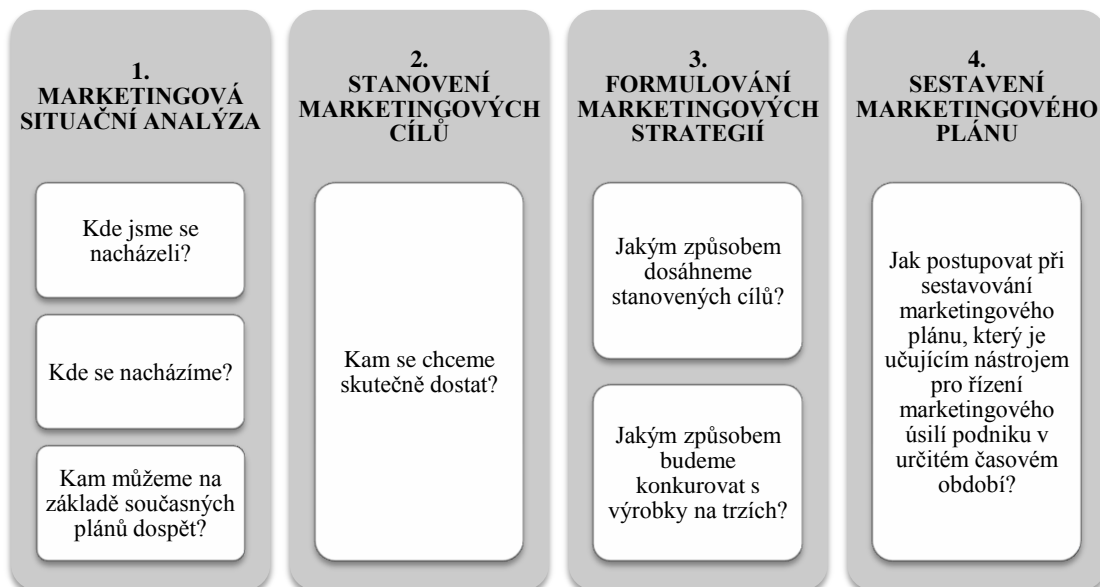 1.
MARKETINGOVÁ
SITUAČNÍ ANALÝZA
Kde jsme se
nacházeli?
Kde se nacházíme?
Kam můžeme na
základě současných
plánů dospět?
2.
STANOVENÍ
MARKETINGOVÝCH
CÍLŮ
Kam se chceme
skutečně dostat?
3.
FORMULOVÁNÍ
MARKETINGOVÝCH
STRATEGIÍ
Jakým způsobem
dosáhneme
stanovených cílů?
Jakým způsobem
budeme
konkurovat s
výrobky na trzích?
4.
SESTAVENÍ
MARKETINGOVÉHO
PLÁNU
Jak postupovat při
sestavování
marketingového
plánu, který je
učujícím nástrojem
pro řízení
marketingového
úsilí podniku v
určitém časovém
období?